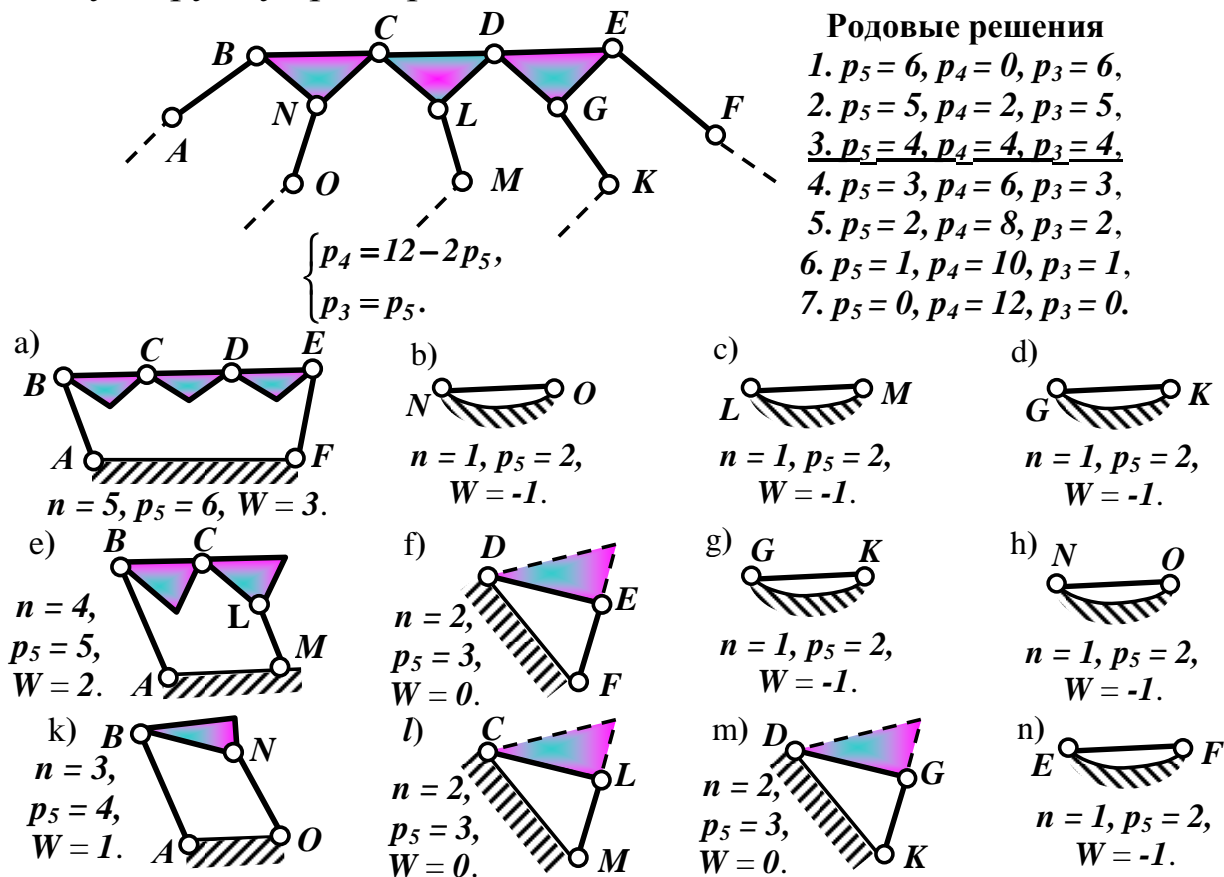 B C D E
Родовые решения
1. p₅ = 6, p₄ = 0, p₃ = 6,
2. p₅ = 5, p₄ = 2, p₃ = 5,
3. p₅ = 4, p₄ = 4, p₃ = 4,
4. p₅ = 3, p₄ = 6, p₃ = 3,
5. p₅ = 2, p₄ = 8, p₃ = 2,
6. p₅ = 1, p₄ = 10, p₃ = 1,
7. p₅ = 0, p₄ = 12, p₃ = 0.
A N L G F
O M K
p₄ = 12 − 2p₅,
p₃ = p₅.
a) B C D E
A F
n = 5, p₅ = 6, W = 3.
b) N O
n = 1, p₅ = 2,
W = -1.
c) L M
n = 1, p₅ = 2,
W = -1.
d) G K
n = 1, p₅ = 2,
W = -1.
e) B C
L
A M
n = 4,
p₅ = 5,
W = 2.
f) D
E
F
n = 2,
p₅ = 3,
W = 0.
g) G K
n = 1, p₅ = 2,
W = -1.
h) N O
n = 1, p₅ = 2,
W = -1.
k) B
N
A O
n = 3,
p₅ = 4,
W = 1.
l) C
L
M
n = 2,
p₅ = 3,
W = 0.
m) D
G
K
n = 2,
p₅ = 3,
W = 0.
n) E F
n = 1, p₅ = 2,
W = -1.